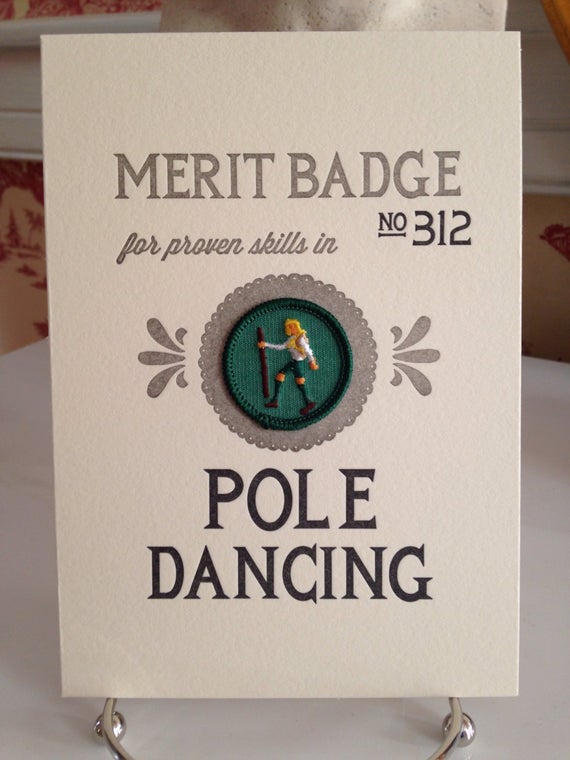 MERIT BADGE
NO 312
for proven skills in
POLE
DANCING